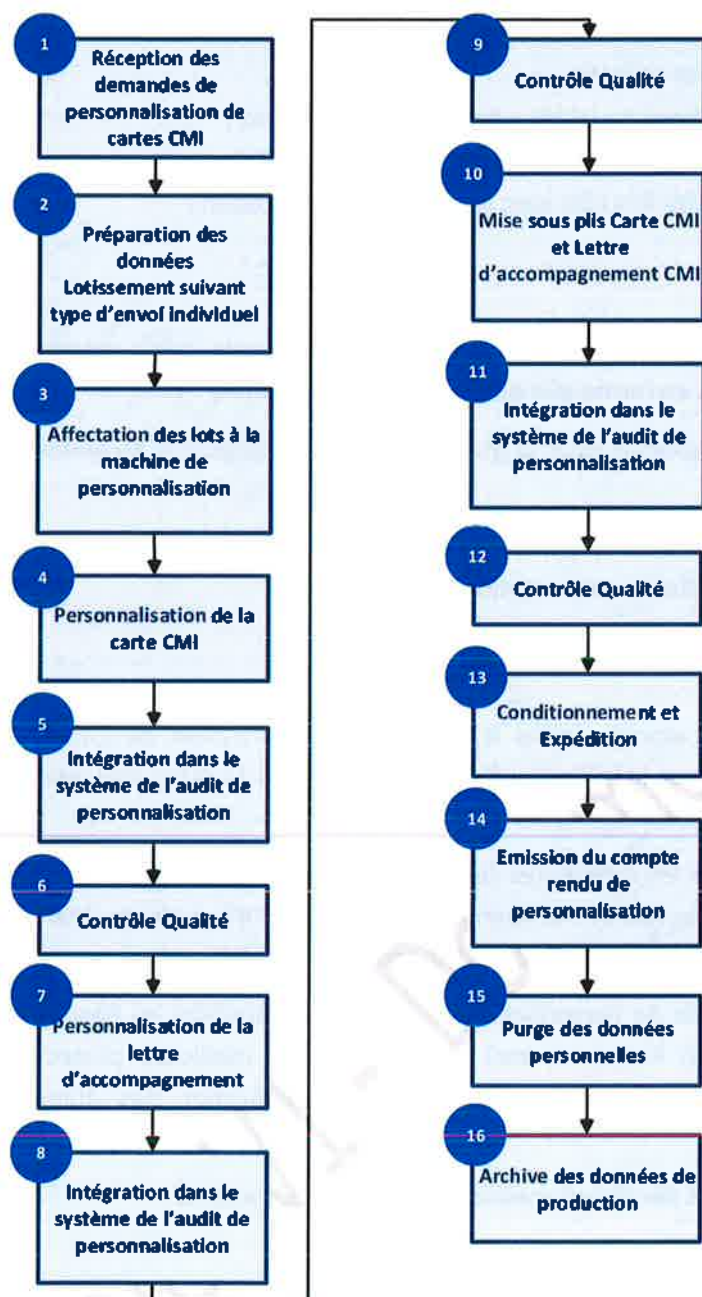 1
Réception des
demandes de
personnalisation de
cartes CMI
2
Préparation des
données
Lotissement suivant
type d'envoi individuel
3
Affectation des lots à la
machine de
personnalisation
4
Personnalisation de la
carte CMI
5
Intégration dans le
système de l'audit de
personnalisation
6
Contrôle Qualité
7
Personnalisation de la
lettre
d'accompagnement
8
Intégration dans le
système de l'audit de
personnalisation
9
Contrôle Qualité
10
Mise sous plis Carte CMI
et Lettre
d'accompagnement CMI
11
Intégration dans le
système de l'audit de
personnalisation
12
Contrôle Qualité
13
Conditionnement et
Expédition
14
Emission du compte
rendu de
personnalisation
15
Purge des données
personnelles
16
Archive des données de
production